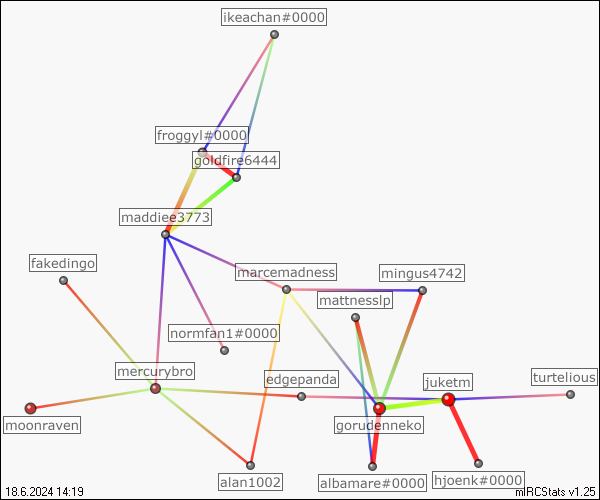 ikeachan#0000
froggyl#0000
goldfire6444
maddiee3773
fakedingo
marcemadness
mingus4742
mattnesslp
normfan1#0000
mercurybro
edgepanda
juketm
turtelious
moonraven
gorudenneko
alan1002
albamare#0000
hjoenk#0000
18.6.2024 14:19
mIRCStats v1.25